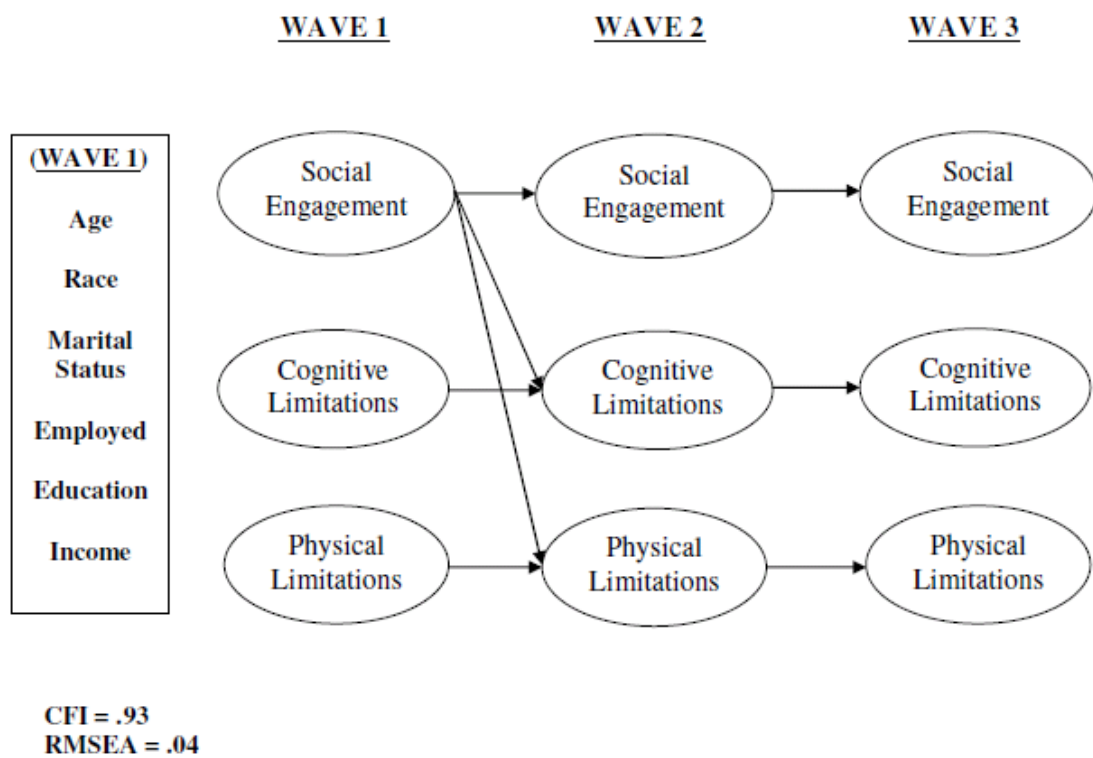 WAVE 1
WAVE 2
WAVE 3
(WAVE 1)
Age
Race
Marital
Status
Employed
Education
Income
Social
Engagement
Social
Engagement
Social
Engagement
Cognitive
Limitations
Cognitive
Limitations
Cognitive
Limitations
Physical
Limitations
Physical
Limitations
Physical
Limitations
CFI = .93
RMSEA = .04